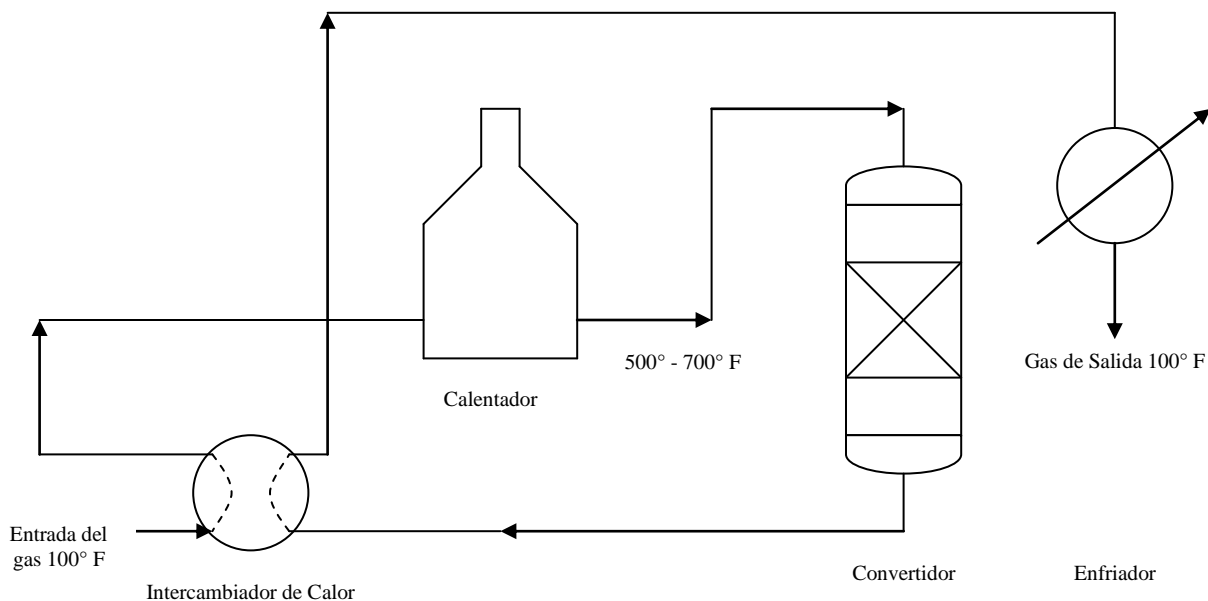 500° - 700° F
Gas de Salida 100° F
Calentador
Entrada del
gas 100° F
Convertidor
Enfriador
Intercambiador de Calor